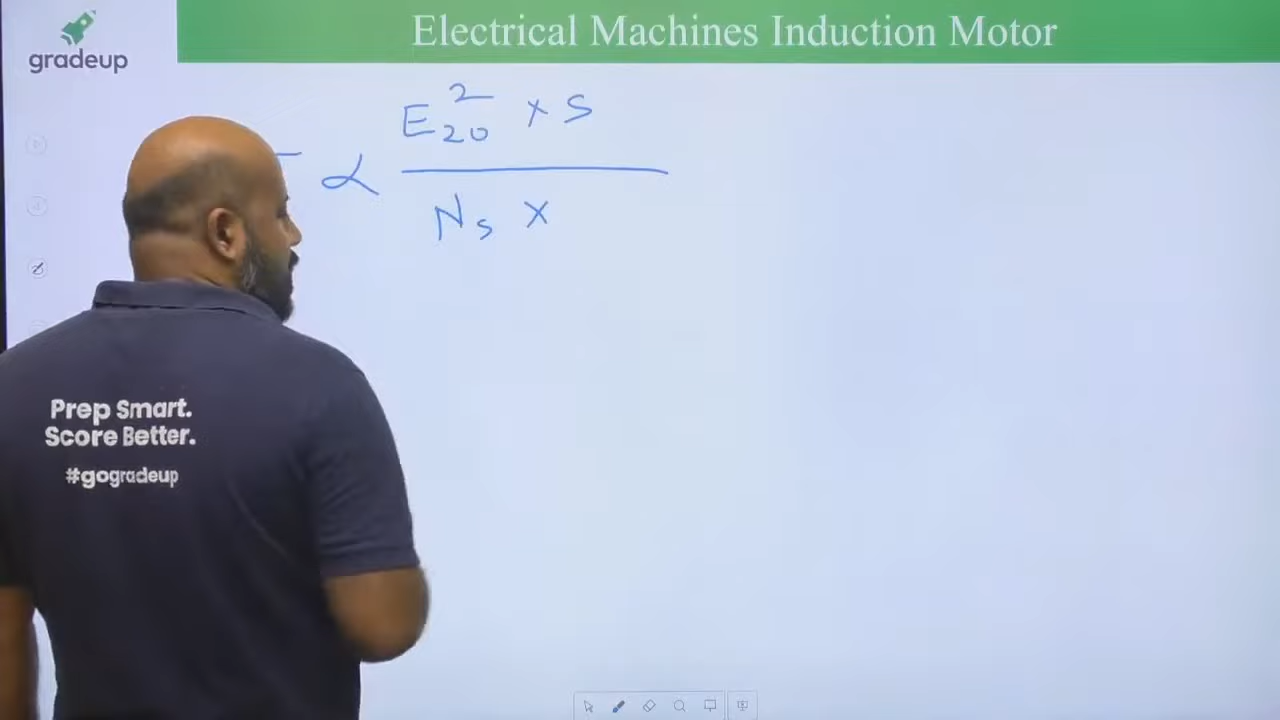 gradeup
Electrical Machines Induction Motor
∝ E₂₀² × S
Nₛ ×
Prep Smart.
Score Better.
#gogradeup